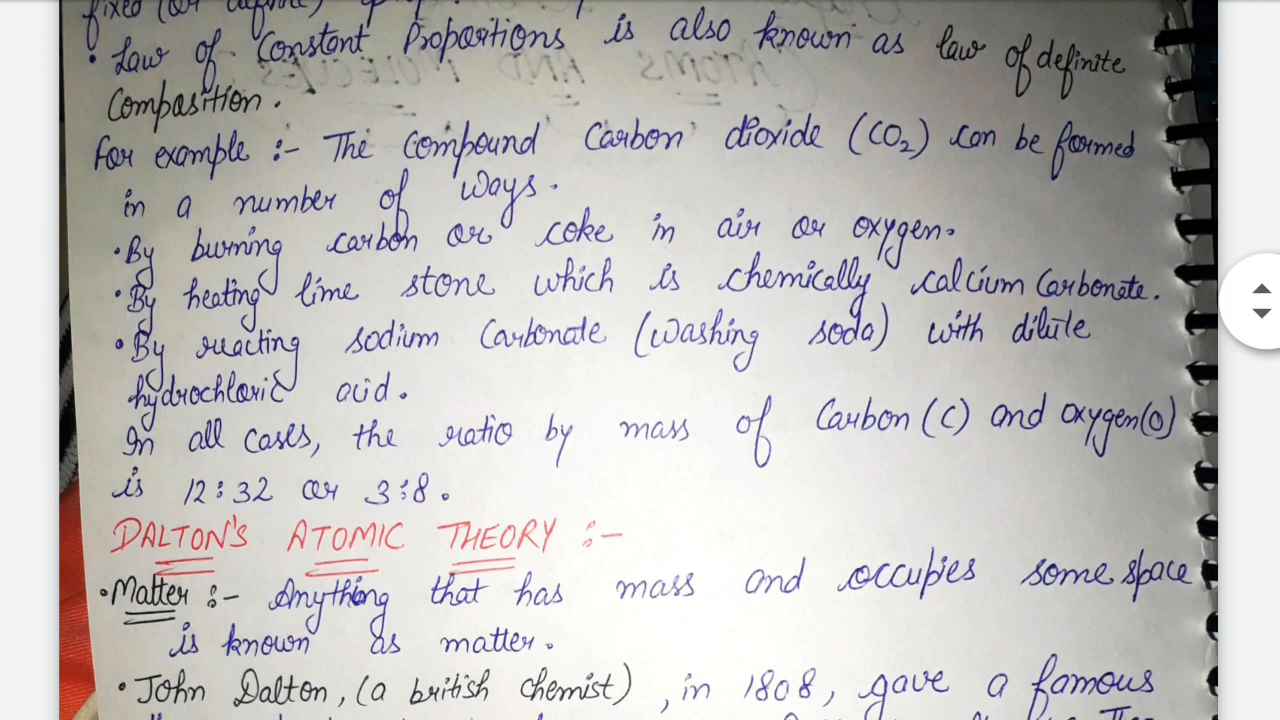 fixed (or definite)
• Law of Constant Proportions is also known as law of definite
Composition.
For example :- The Compound Carbon dioxide (CO₂) can be formed
in a number of ways.
• By burning carbon or coke in air or oxygen.
• By heating lime stone which is chemically calcium Carbonate.
• By reacting sodium Carbonate (washing soda) with dilute
hydrochloric acid.
In all cases, the ratio by mass of Carbon (C) and oxygen(O)
is 12:32 or 3:8.
DALTON'S ATOMIC THEORY :-
• Matter :- Anything that has mass and occupies some space
is known as matter.
• John Dalton, (a british chemist), in 1808, gave a famous